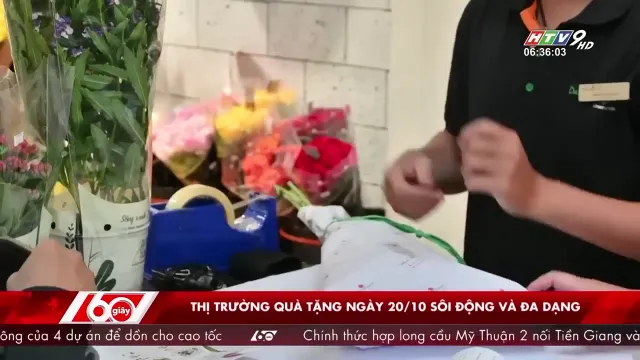 HTV9 HD
06:36:03
60 giây
THỊ TRƯỜNG QUÀ TẶNG NGÀY 20/10 SÔI ĐỘNG VÀ ĐA DẠNG
ông của 4 dự án để dồn cho cao tốc 60 Chính thức hợp long cầu Mỹ Thuận 2 nối Tiền Giang và